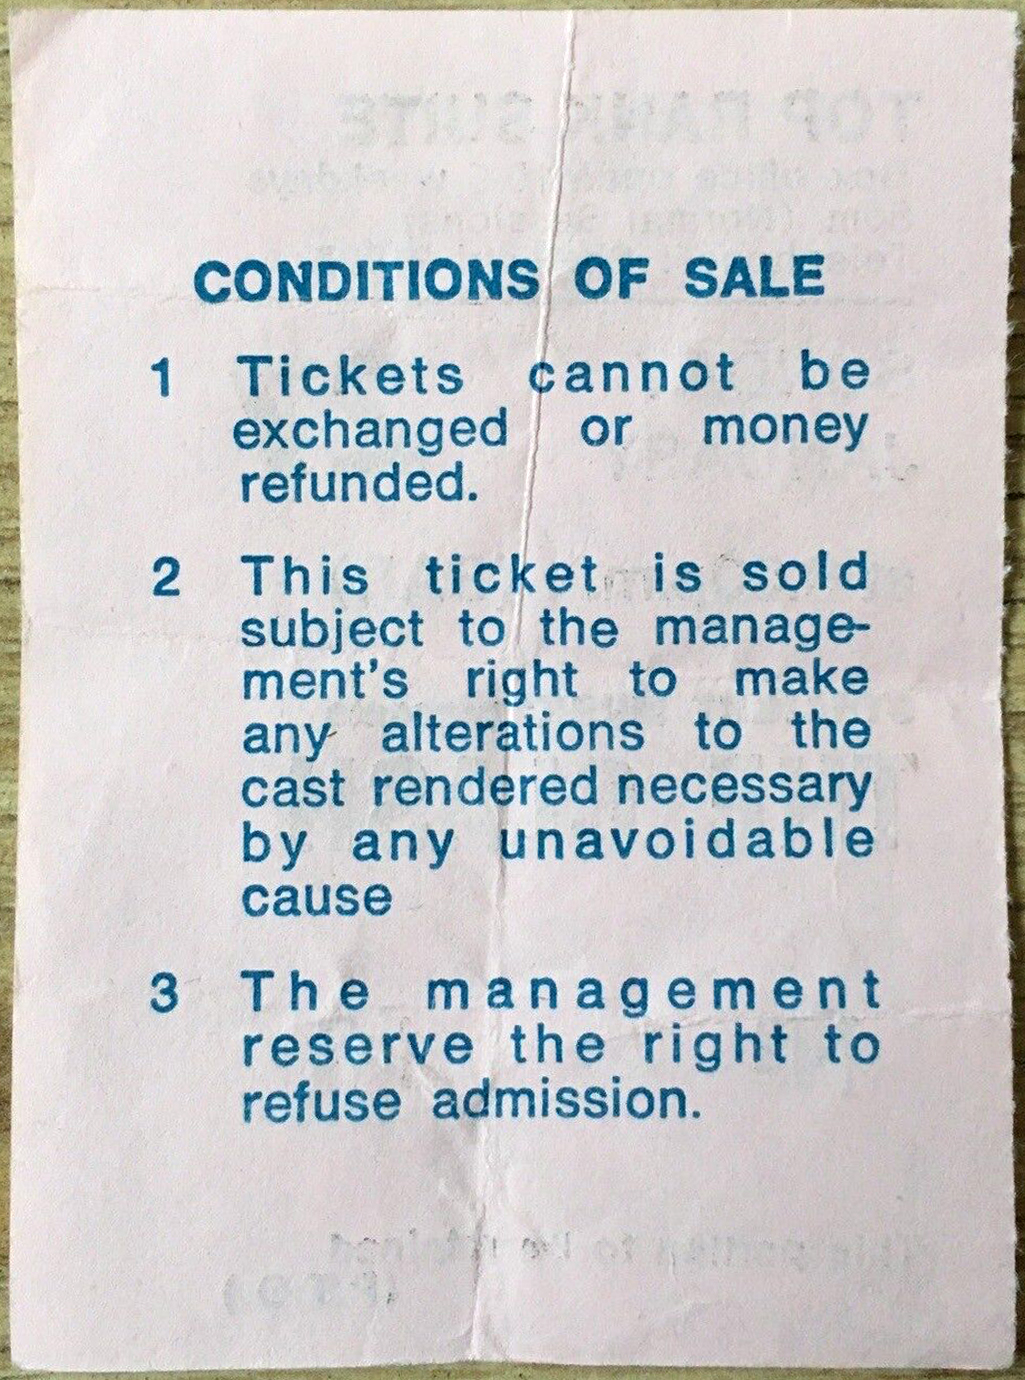 CONDITIONS OF SALE
1 Tickets cannot be
exchanged or money
refunded.
2 This ticket is sold
subject to the manage-
ment's right to make
any alterations to the
cast rendered necessary
by any unavoidable
cause
3 The management
reserve the right to
refuse admission.